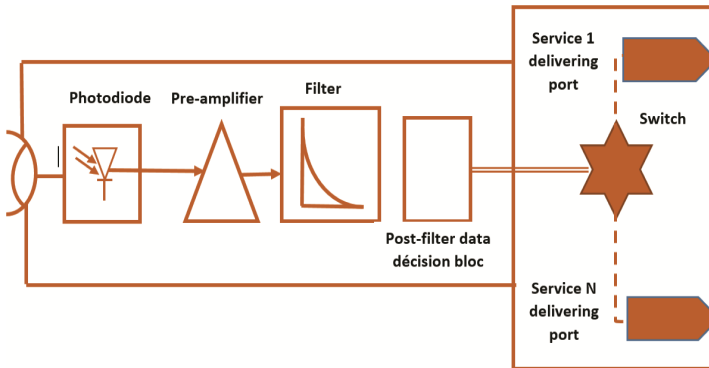 Service 1
delivering
port
Photodiode
Pre-amplifier
Filter
Switch
Post-filter data
décision bloc
Service N
delivering
port